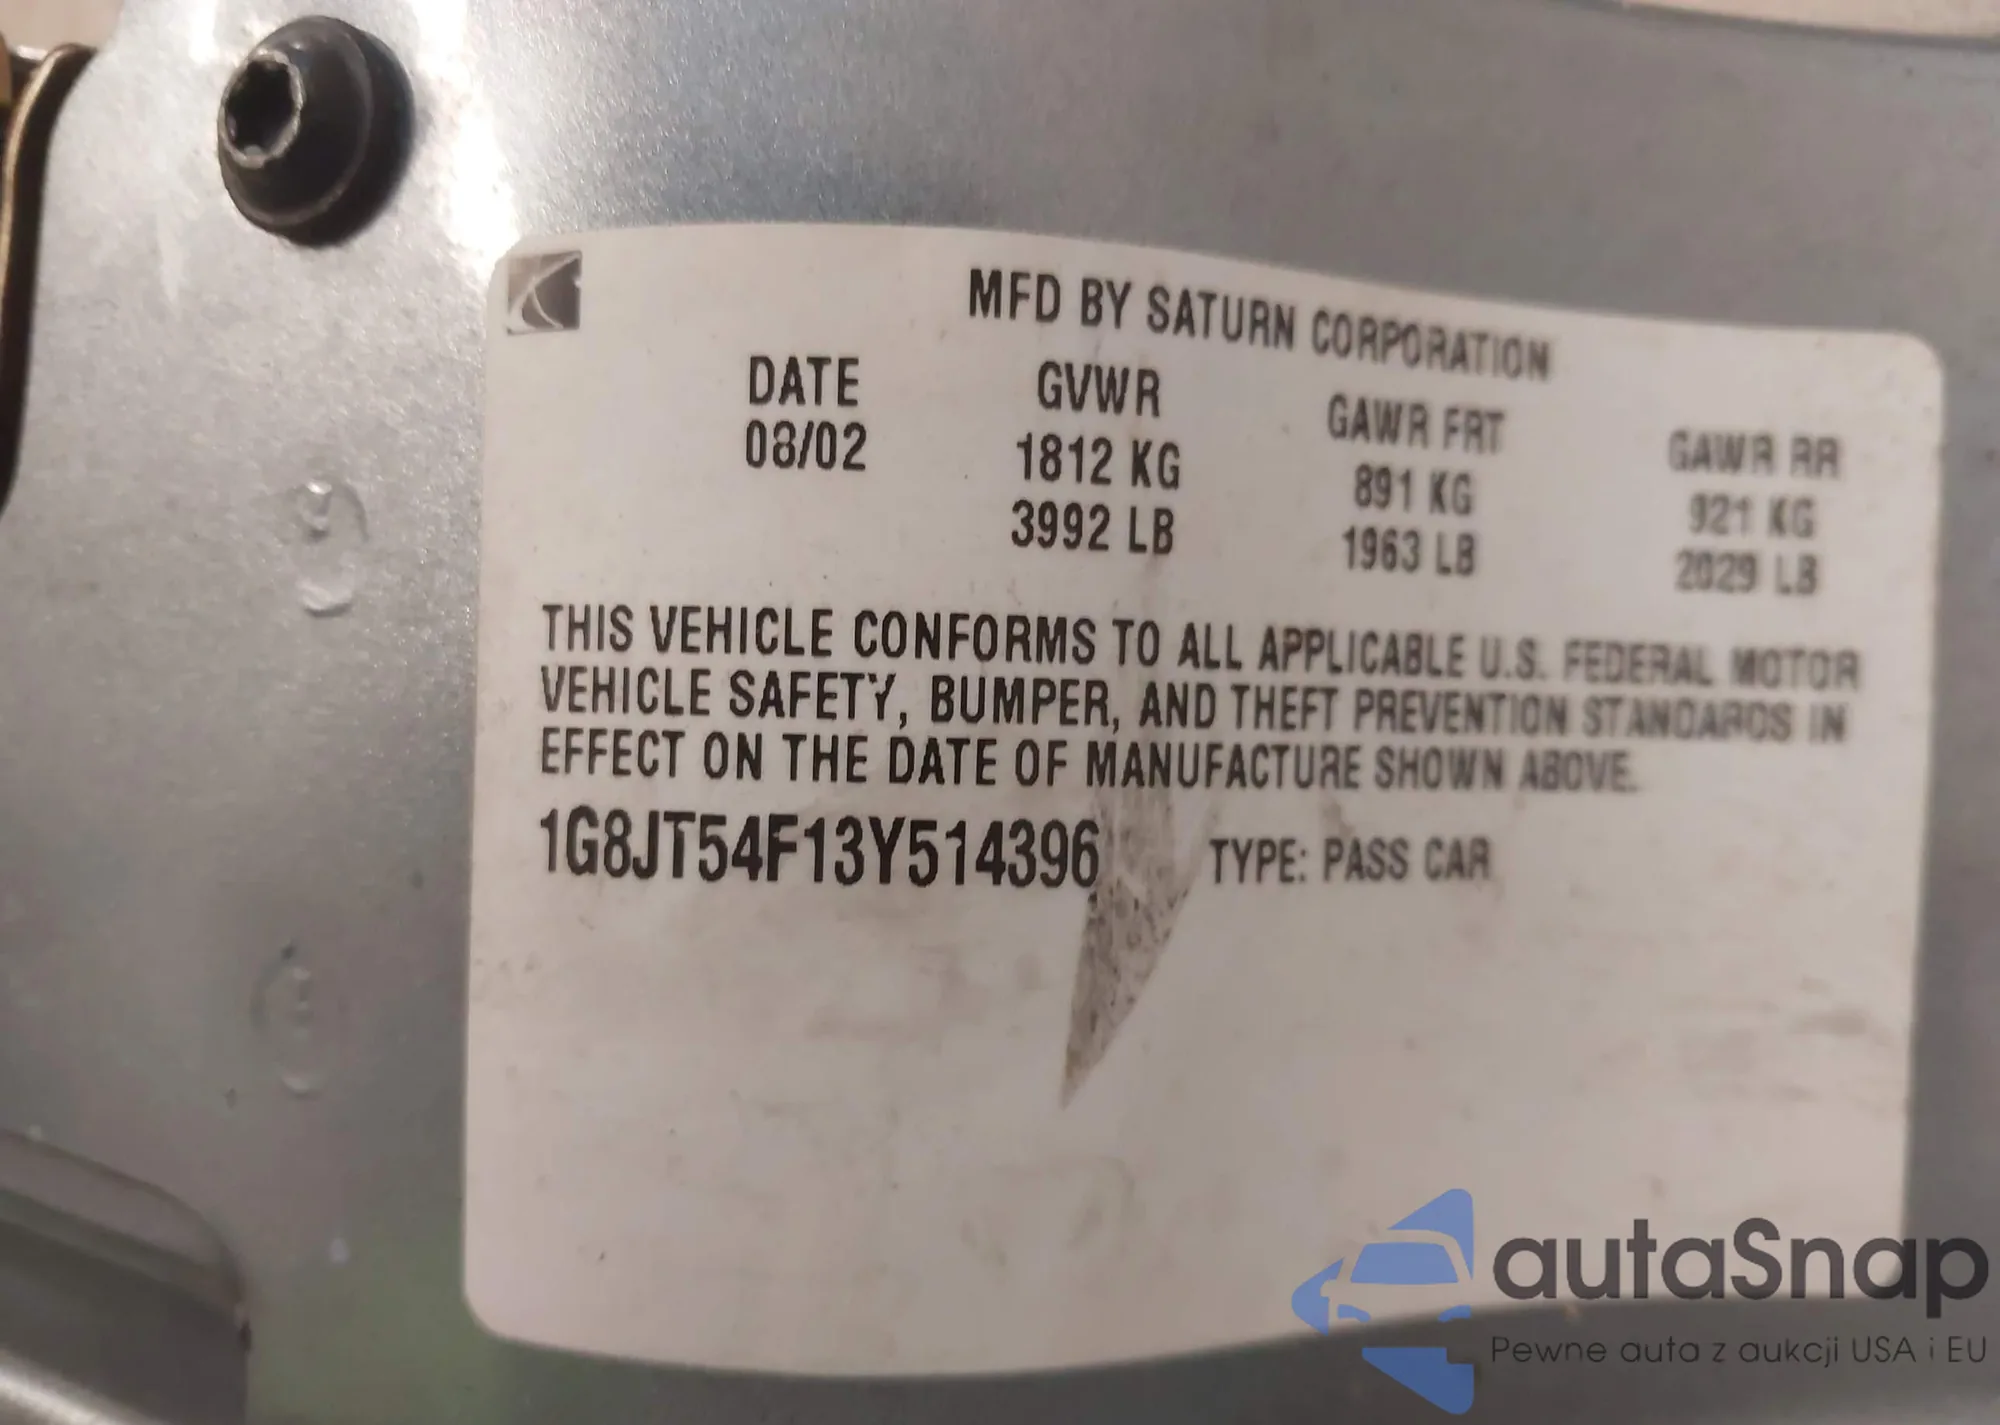 MFD BY SATURN CORPORATION
DATE GVWR GAWR FRT GAWR RR
08/02 1812 KG 891 KG 921 KG
3992 LB 1963 LB 2029 LB
THIS VEHICLE CONFORMS TO ALL APPLICABLE U.S. FEDERAL MOTOR
VEHICLE SAFETY, BUMPER, AND THEFT PREVENTION STANDARDS IN
EFFECT ON THE DATE OF MANUFACTURE SHOWN ABOVE.
1G8JT54F13Y514396 TYPE: PASS CAR
autaSnap
Pewne auta z aukcji USA i EU